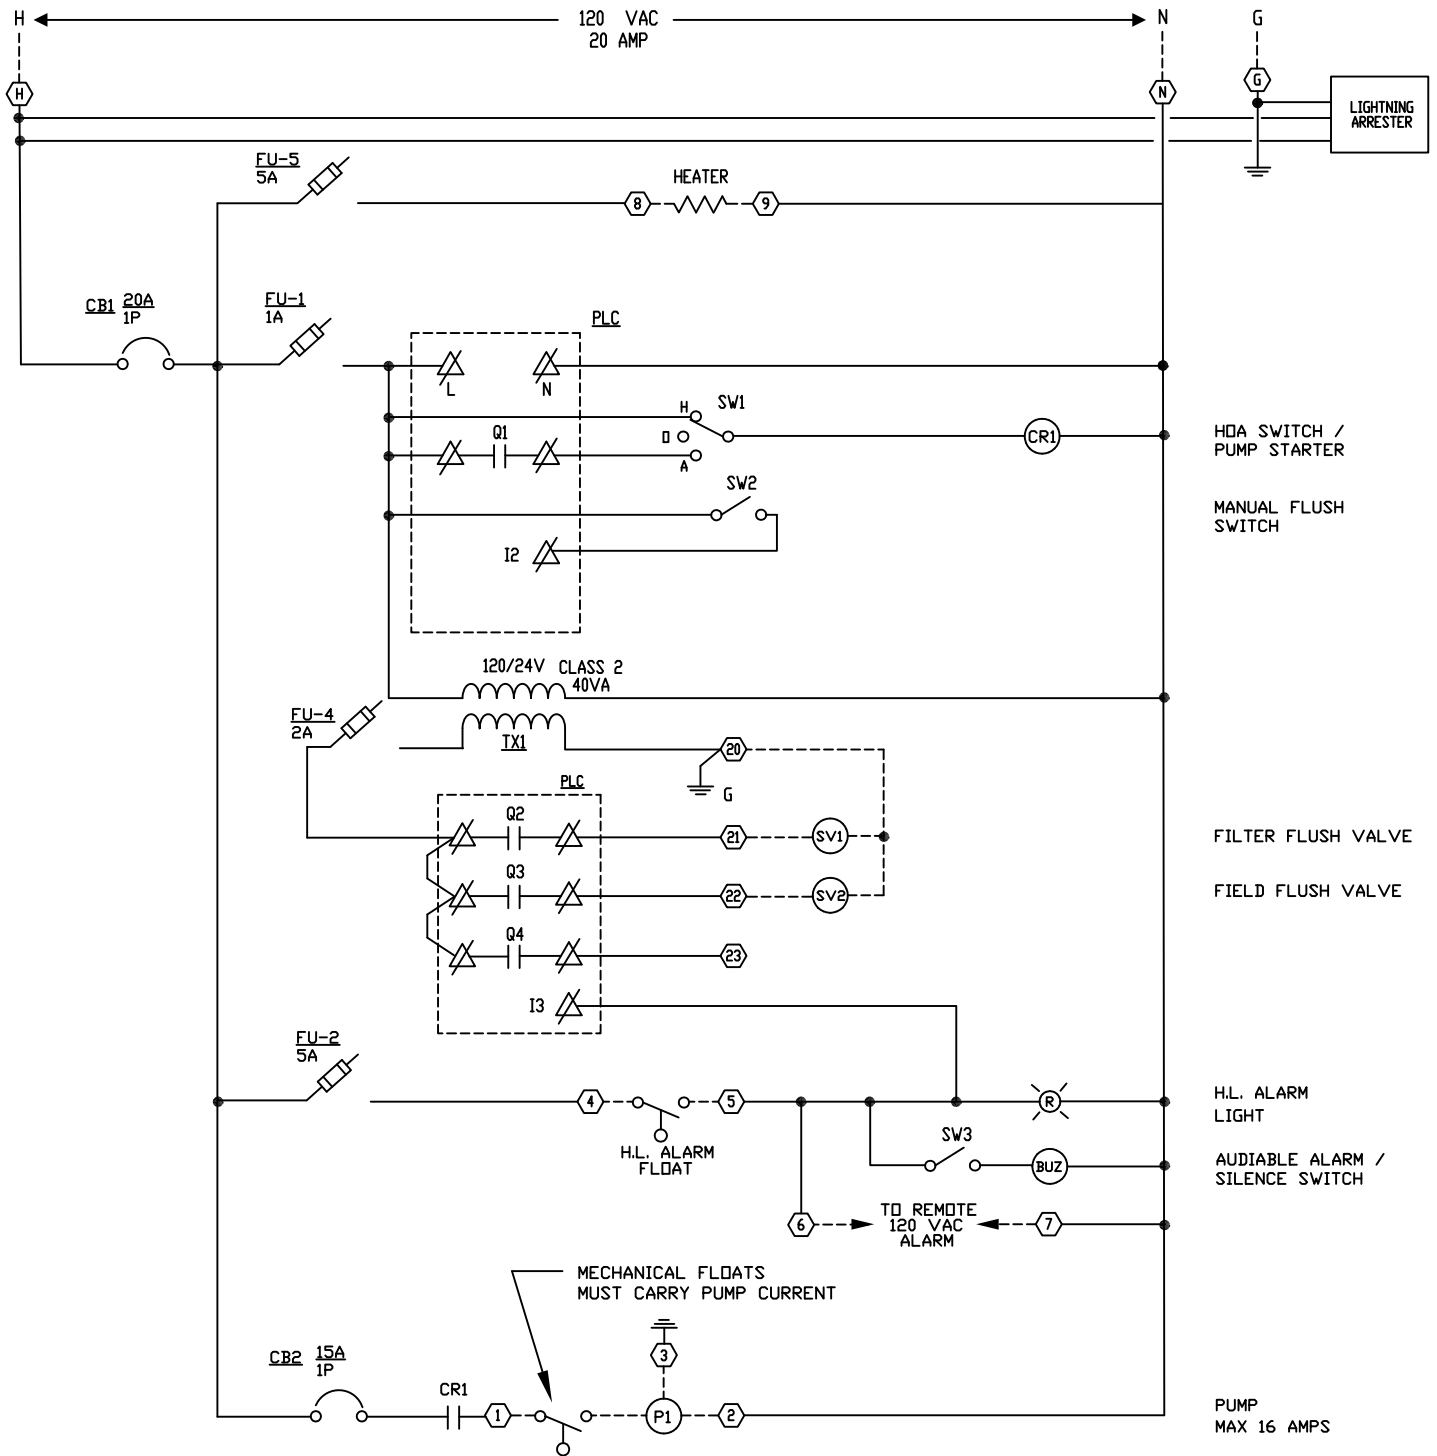 H
120 VAC
20 AMP
N
G
H
N
G
LIGHTNING
ARRESTER
FU-5
5A
HEATER
8
9
CB1 20A
1P
FU-1
1A
PLC
L
N
H
SW1
O
A
Q1
CR1
HOA SWITCH /
PUMP STARTER
SW2
MANUAL FLUSH
SWITCH
I2
120/24V CLASS 2
40VA
FU-4
2A
TX1
20
G
PLC
Q2
21
SV1
FILTER FLUSH VALVE
Q3
22
SV2
FIELD FLUSH VALVE
Q4
23
I3
FU-2
5A
4
5
R
H.L. ALARM
LIGHT
H.L. ALARM
FLOAT
SW3
BUZ
AUDIABLE ALARM /
SILENCE SWITCH
6
TO REMOTE
120 VAC
ALARM
7
MECHANICAL FLOATS
MUST CARRY PUMP CURRENT
3
CB2 15A
1P
CR1
1
P1
2
PUMP
MAX 16 AMPS